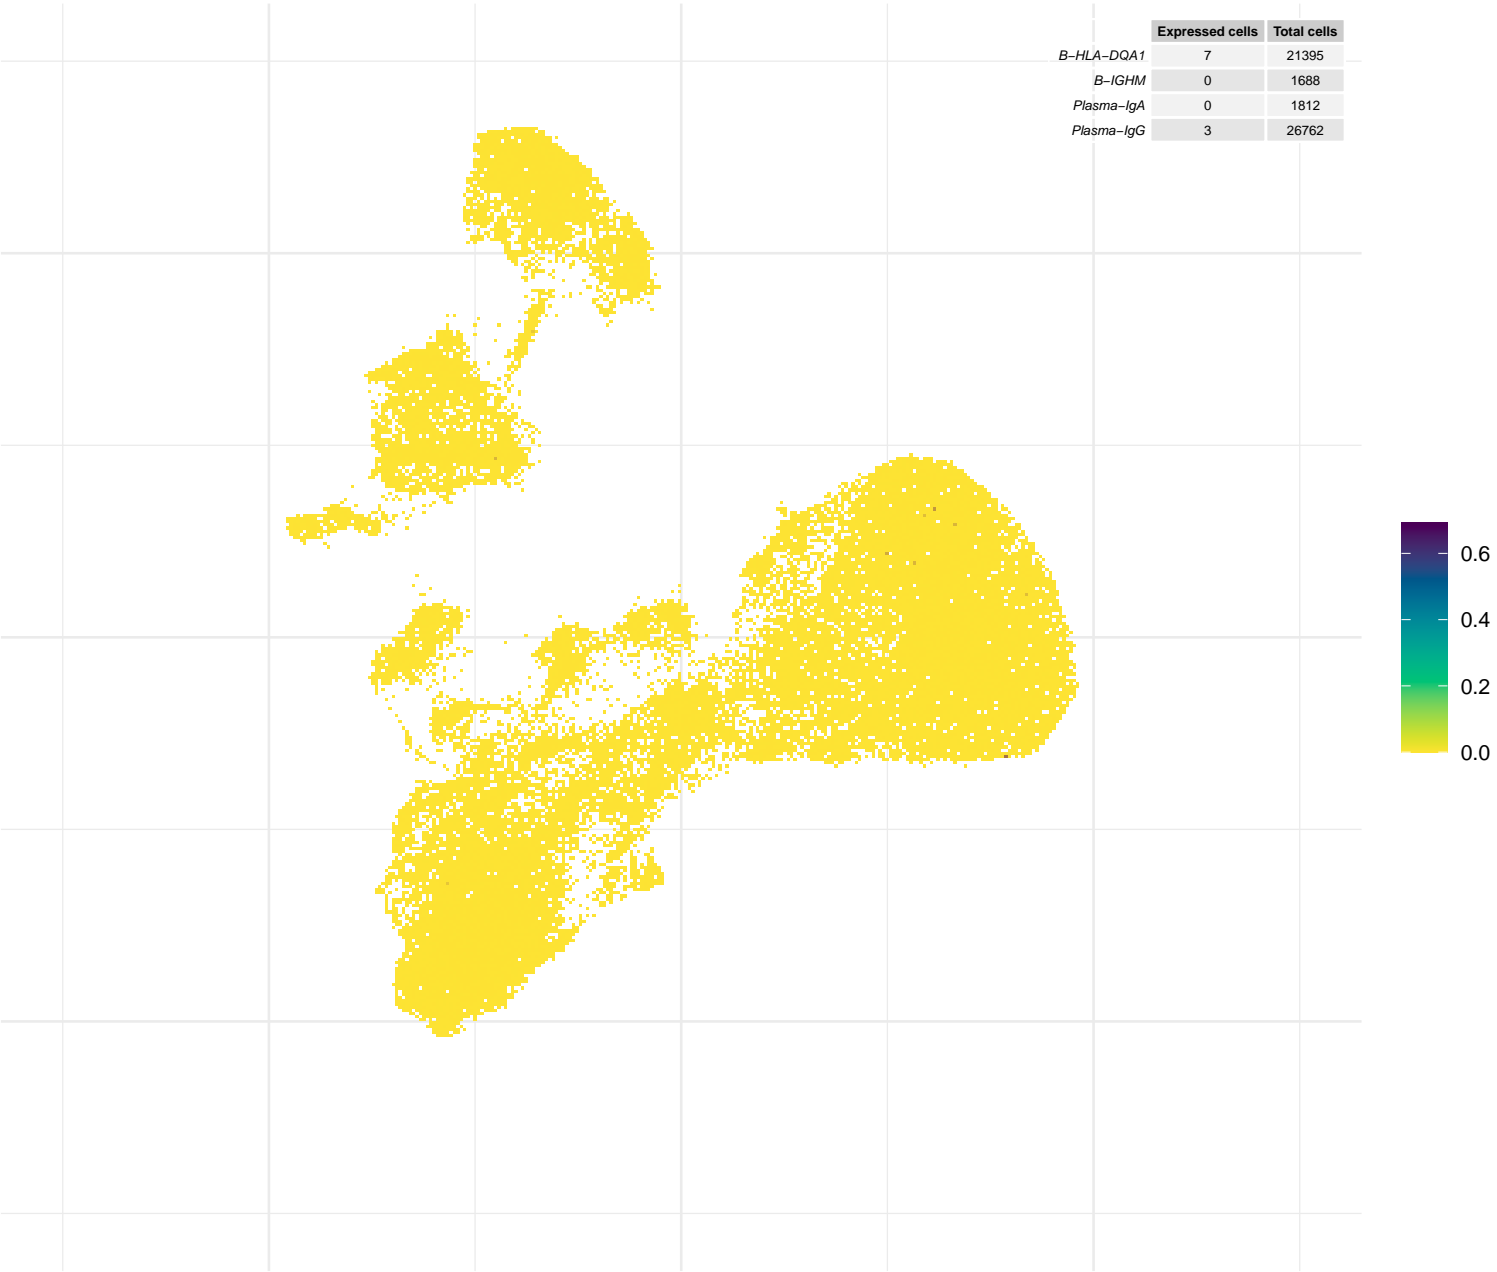 Expressed cells Total cells
B−HLA−DQA1 7 21395
B−IGHM 0 1688
Plasma−IgA 0 1812
Plasma−IgG 3 26762
0.6
0.4
0.2
0.0